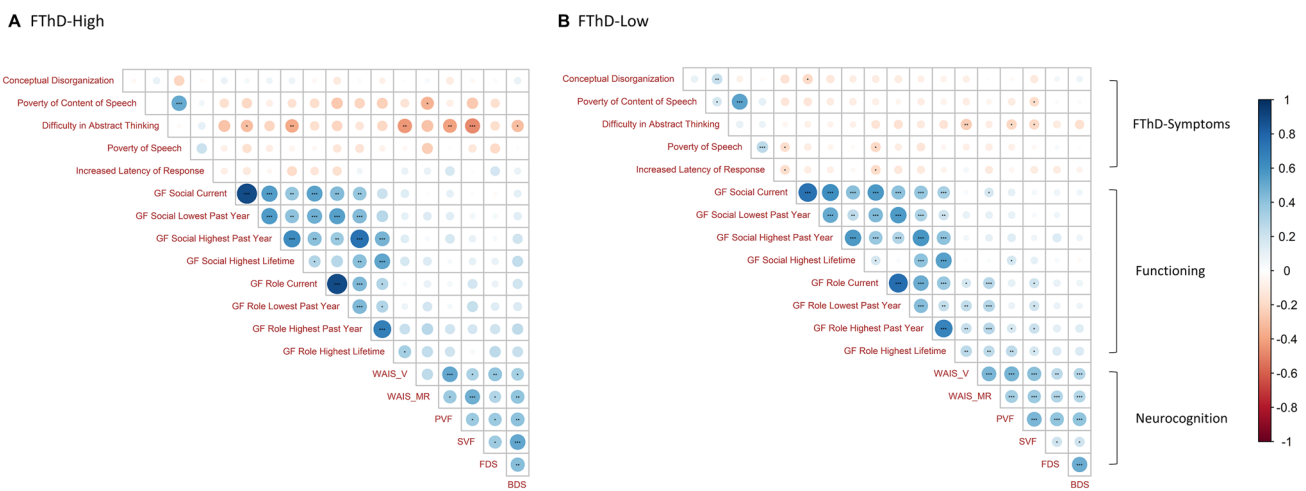 A FThD-High
Conceptual Disorganization
Poverty of Content of Speech
Difficulty in Abstract Thinking
Poverty of Speech
Increased Latency of Response
GF Social Current
GF Social Lowest Past Year
GF Social Highest Past Year
GF Social Highest Lifetime
GF Role Current
GF Role Lowest Past Year
GF Role Highest Past Year
GF Role Highest Lifetime
WAIS_V
WAIS_MR
PVF
SVF
FDS
BDS
B FThD-Low
Conceptual Disorganization
Poverty of Content of Speech
Difficulty in Abstract Thinking
Poverty of Speech
Increased Latency of Response
GF Social Current
GF Social Lowest Past Year
GF Social Highest Past Year
GF Social Highest Lifetime
GF Role Current
GF Role Lowest Past Year
GF Role Highest Past Year
GF Role Highest Lifetime
WAIS_V
WAIS_MR
PVF
SVF
FDS
BDS
FThD-Symptoms
Functioning
Neurocognition
1
0.8
0.6
0.4
0.2
0
-0.2
-0.4
-0.6
-0.8
-1